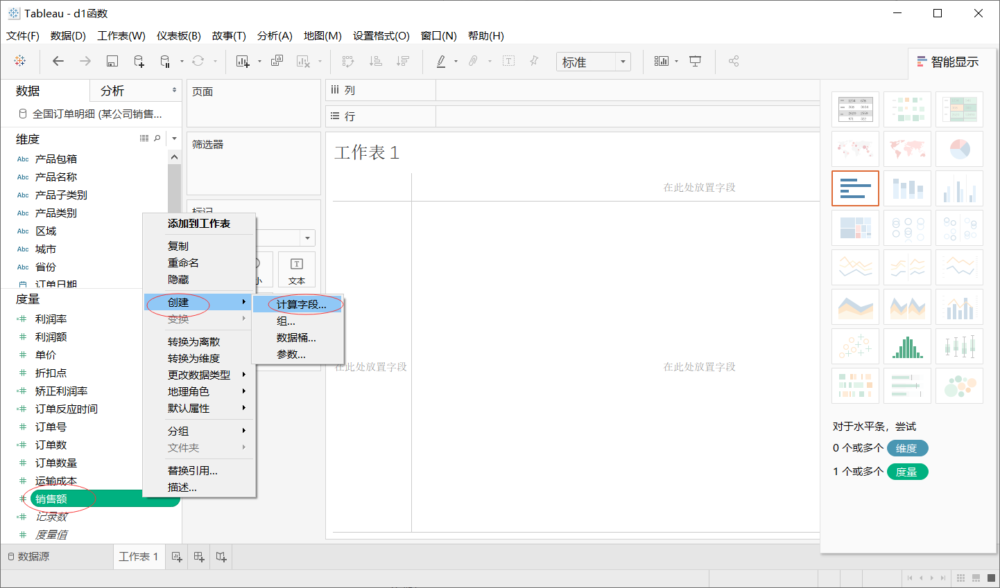 Tableau - d1函数
文件(F) 数据(D) 工作表(W) 仪表板(B) 故事(T) 分析(A) 地图(M) 设置格式(O) 窗口(N) 帮助(H)
标准
智能显示
数据 分析
全国订单明细 (某公司销售...
维度
Abc 产品包箱
Abc 产品名称
Abc 产品子类别
Abc 产品类别
Abc 区域
Abc 城市
Abc 省份
订单日期
度量
利润率
利润额
单价
折扣点
矫正利润率
订单反应时间
订单号
订单数
订单数量
运输成本
销售额
记录数
度量值
页面
筛选器
标记
小
T 文本
添加到工作表
复制
重命名
隐藏
创建
变换
转换为离散
转换为维度
更改数据类型
地理角色
默认属性
分组
文件夹
替换引用...
描述...
计算字段...
组...
数据桶...
参数...
列
行
工作表 1
在此处放置字段
在此处放置字段
在此处放置字段
对于水平条，尝试
0 个或多个 维度
1 个或多个 度量
数据源 工作表 1